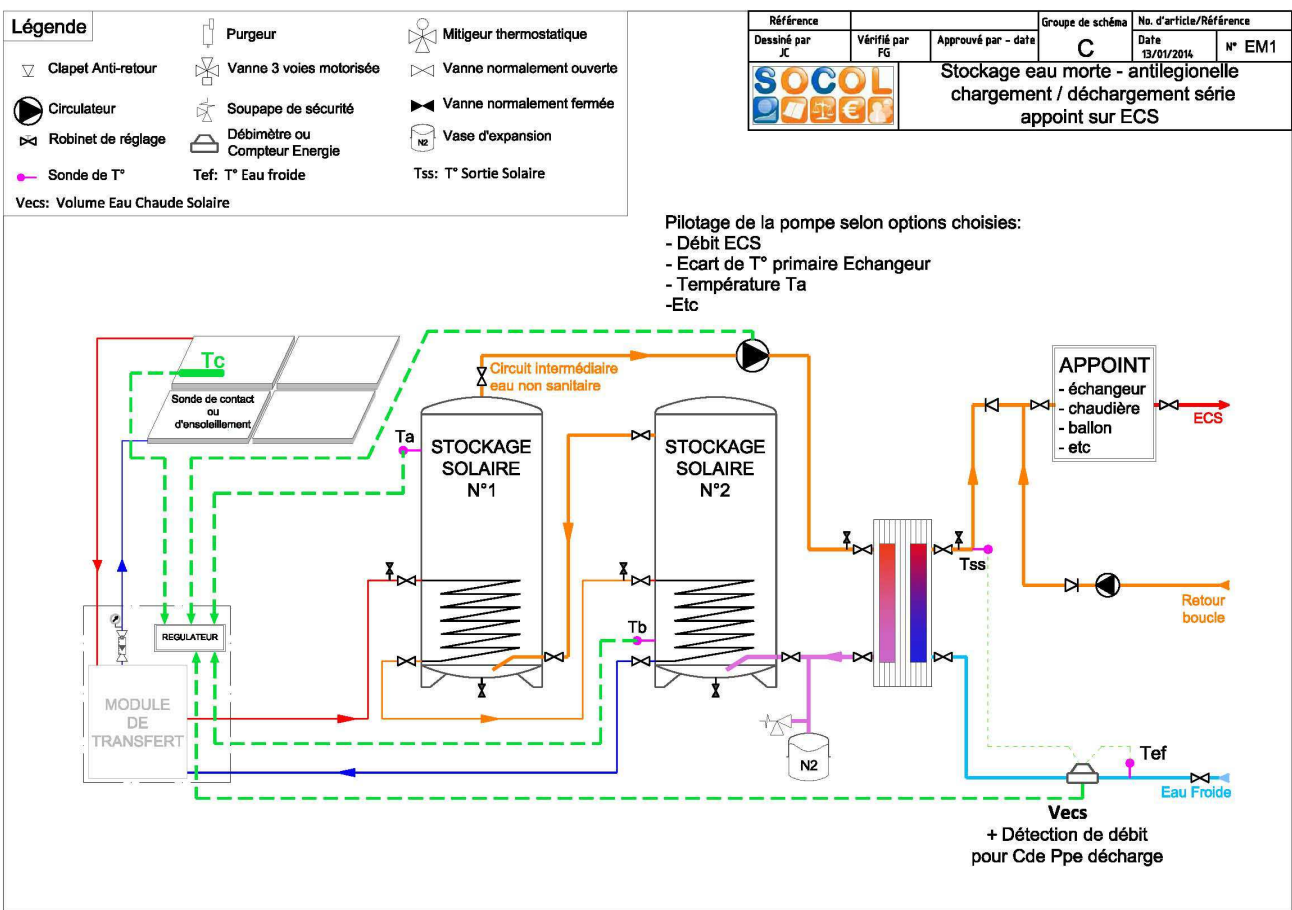 Légende
Purgeur
Mitigeur thermostatique
Clapet Anti-retour
Vanne 3 voies motorisée
Vanne normalement ouverte
Circulateur
Soupape de sécurité
Vanne normalement fermée
Robinet de réglage
Débimètre ou
Compteur Energie
N2
Vase d'expansion
Sonde de T°
Tef: T° Eau froide
Tss: T° Sortie Solaire
Vecs: Volume Eau Chaude Solaire
Référence
Groupe de schéma
No. d'article/Référence
Dessiné par
JC
Vérifié par
FG
Approuvé par - date
C
Date
13/01/2014
N° EM1
SOCOL
Stockage eau morte - antilegionelle
chargement / déchargement série
appoint sur ECS
Pilotage de la pompe selon options choisies:
- Débit ECS
- Ecart de T° primaire Echangeur
- Température Ta
-Etc
Tc
Sonde de contact
ou
d'ensoleillement
Circuit intermédiaire
eau non sanitaire
APPOINT
- échangeur
- chaudière
- ballon
- etc
ECS
Ta
STOCKAGE
SOLAIRE
N°1
STOCKAGE
SOLAIRE
N°2
Tss
Retour
boucle
Tb
REGULATEUR
MODULE
DE
TRANSFERT
N2
Tef
Eau Froide
Vecs
+ Détection de débit
pour Cde Ppe décharge